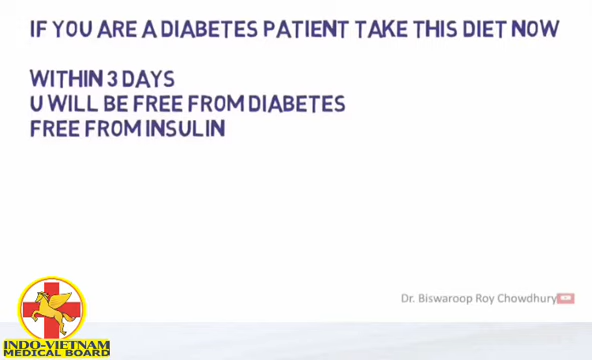 IF YOU ARE A DIABETES PATIENT TAKE THIS DIET NOW
WITHIN 3 DAYS
U WILL BE FREE FROM DIABETES
FREE FROM INSULIN
Dr. Biswaroop Roy Chowdhury
INDO-VIETNAM
MEDICAL BOARD